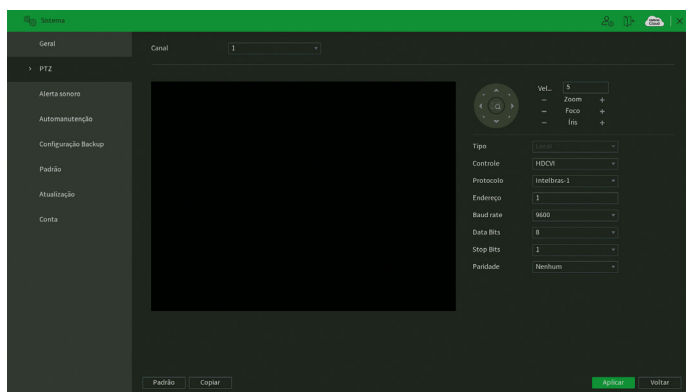 Sistema
Geral
PTZ
Alerta sonoro
Automanutenção
Configuração Backup
Padrão
Atualização
Conta
Canal 1
Vel... 5
− Zoom +
− Foco +
− Íris +
Tipo Local
Controle HDCVI
Protocolo Intelbras-1
Endereço 1
Baud rate 9600
Data Bits 8
Stop Bits 1
Paridade Nenhum
Padrão Copiar Aplicar Voltar